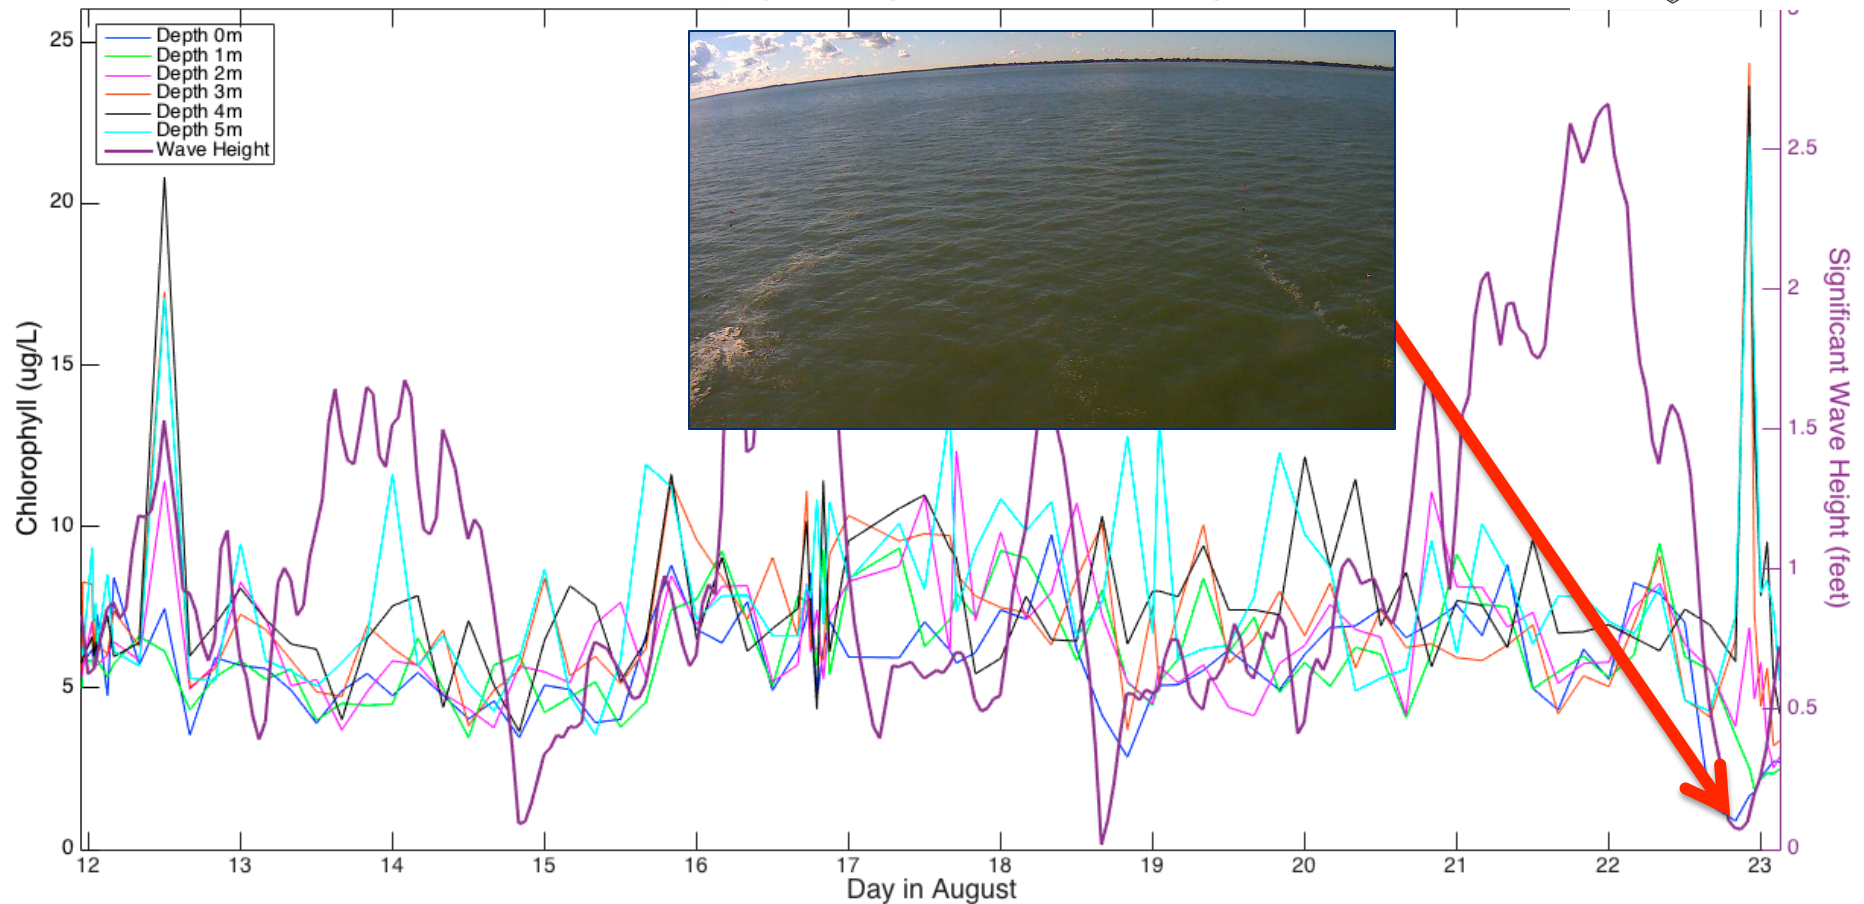 Depth 0m
Depth 1m
Depth 2m
Depth 3m
Depth 4m
Depth 5m
Wave Height
25
20
15
10
5
0
Chlorophyll (ug/L)
12 13 14 15 16 17 18 19 20 21 22 23
Day in August
2.5
2
1.5
1
0.5
0
Significant Wave Height (feet)